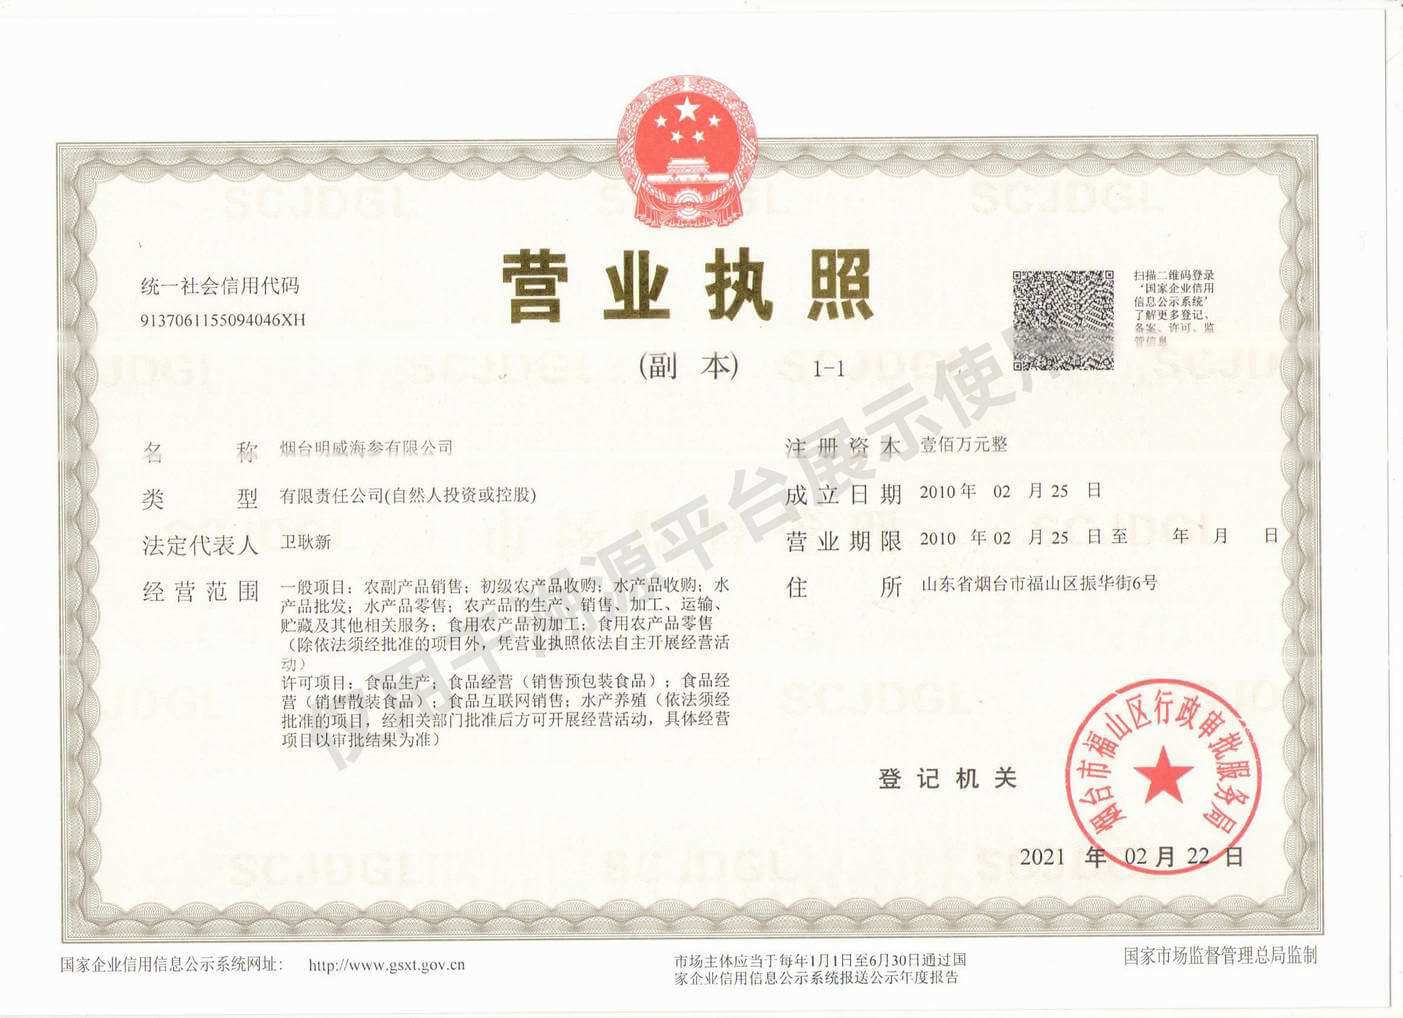 营业执照
(副 本) 1-1
统一社会信用代码
9137061155094046XH
扫描二维码登录
‘国家企业信用
信息公示系统’
了解更多登记、
备案、许可、监
管信息
名 称 烟台明威海参有限公司
类 型 有限责任公司(自然人投资或控股)
法定代表人 卫耿新
经营范围 一般项目：农副产品销售；初级农产品收购；水产品收购；水
产品批发；水产品零售；农产品的生产、销售、加工、运输、
贮藏及其他相关服务；食用农产品初加工；食用农产品零售
（除依法须经批准的项目外，凭营业执照依法自主开展经营活
动）
许可项目：食品生产；食品经营（销售预包装食品）；食品经
营（销售散装食品）；食品互联网销售；水产养殖（依法须经
批准的项目，经相关部门批准后方可开展经营活动，具体经营
项目以审批结果为准）
注册资本 壹佰万元整
成立日期 2010年 02 月25 日
营业期限 2010 年02 月25 日至 年 月 日
住 所 山东省烟台市福山区振华街6号
登记机关
烟台市福山区行政审批服务局
2021 年 02月 22 日
国家企业信用信息公示系统网址： http://www.gsxt.gov.cn
市场主体应当于每年1月1日至6月30日通过国
家企业信用信息公示系统报送公示年度报告
国家市场监督管理总局监制
SCJDGL